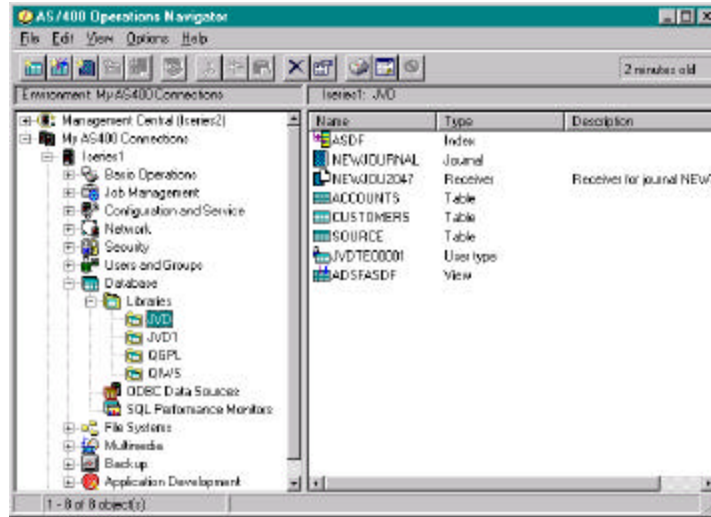 AS/400 Operations Navigator
File Edit View Options Help
2 minutes old
Environment: My AS400 Connections
Iseries1: JVD
Management Central (Iseries2)
My AS400 Connections
Iseries1
Basic Operations
Job Management
Configuration and Service
Network
Security
Users and Groups
Database
Libraries
JVD
JVD1
QGPL
QIWS
ODBC Data Sources
SQL Performance Monitors
File Systems
Multimedia
Backup
Application Development
Name Type Description
ASDF Index
NEWJOURNAL Journal
NEWJOU2047 Receiver Receiver for journal NEW
ACCOUNTS Table
CUSTOMERS Table
SOURCE Table
JVDTEC0001 User type
ADSFASDF View
1 - 8 of 8 object(s)